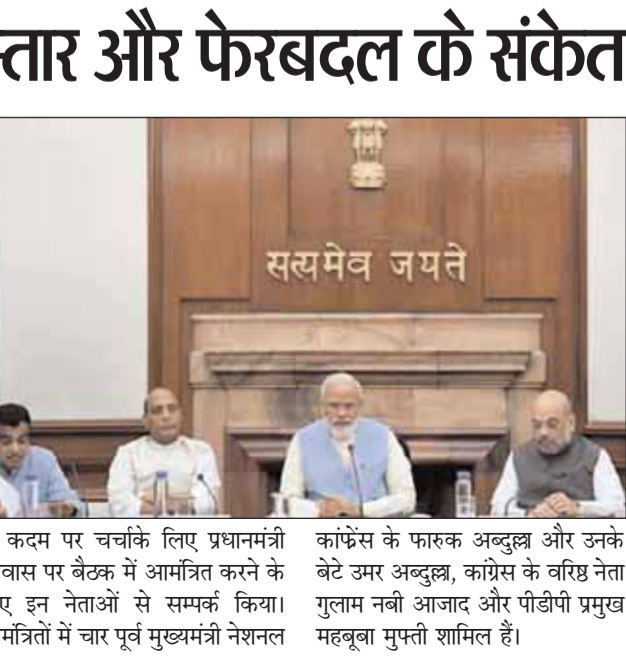 और फेरबदल के संकेत
सत्यमेव जयते
कदम पर चर्चाके लिए प्रधानमंत्री
पर बैठक में आमंत्रित करने के
इन नेताओं से सम्पर्क किया।
में चार पूर्व मुख्यमंत्री नेशनल
कांफ्रेंस के फारुक अब्दुल्ला और उनके
बेटे उमर अब्दुल्ला, कांग्रेस के वरिष्ठ नेता
गुलाम नबी आजाद और पीडीपी प्रमुख
महबूबा मुफ्ती शामिल हैं।